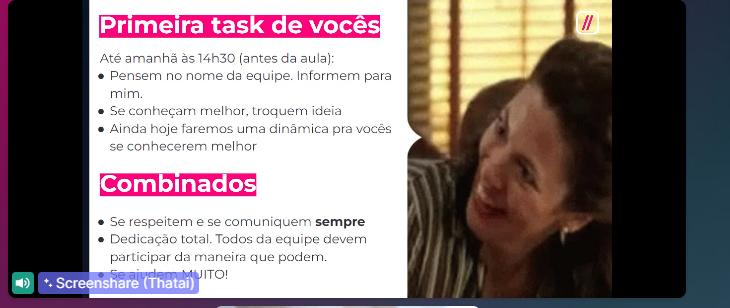 Primeira task de vocês
Até amanhã às 14h30 (antes da aula):
● Pensem no nome da equipe. Informem para
mim.
● Se conheçam melhor, troquem ideia
● Ainda hoje faremos uma dinâmica pra vocês
se conhecerem melhor
Combinados
● Se respeitem e se comuniquem sempre
● Dedicação total. Todos da equipe devem
participar da maneira que podem.
● Se ajudem MUITO!
Screenshare (Thatai)